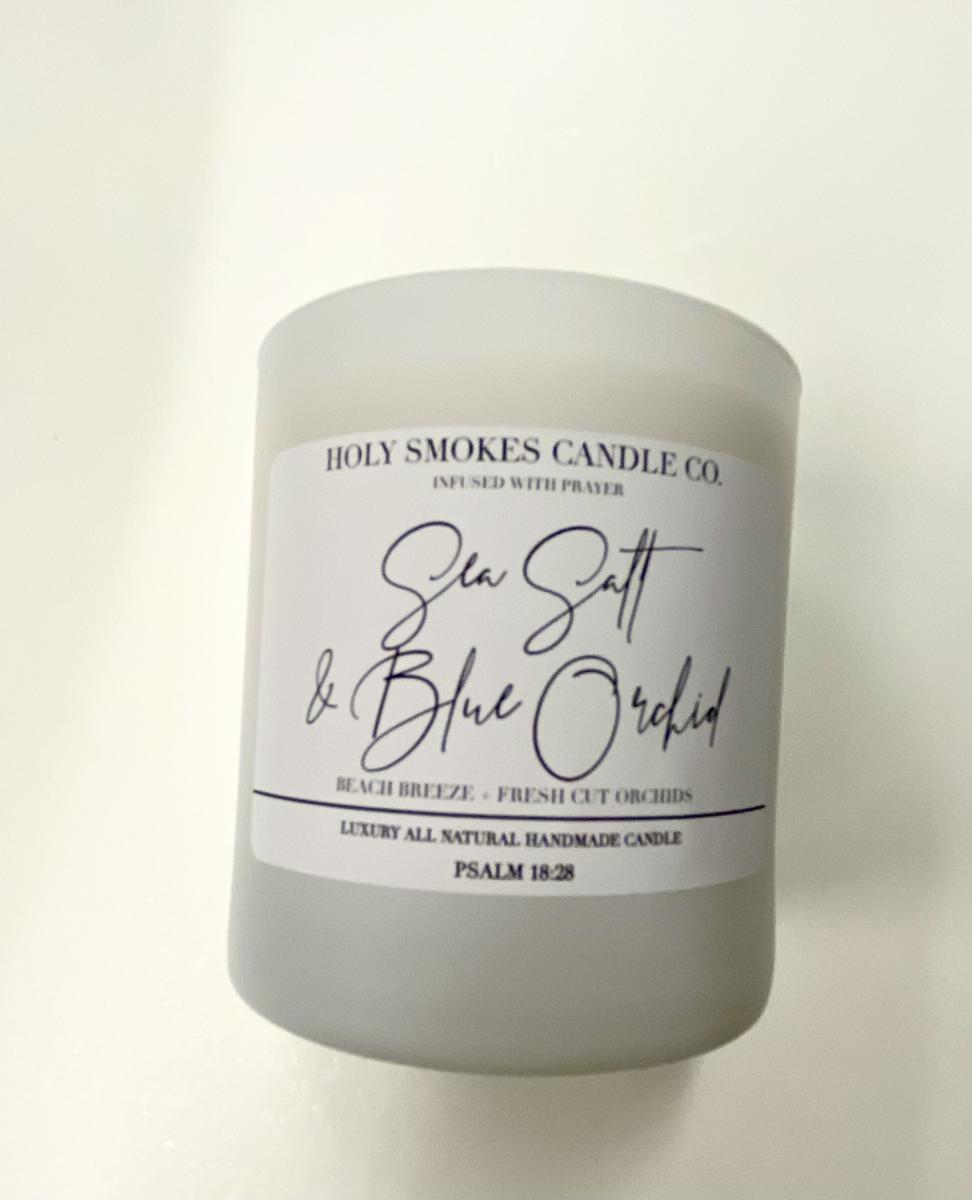 HOLY SMOKES CANDLE CO.
INFUSED WITH PRAYER
Sea Salt
& Blue Orchid
BEACH BREEZE + FRESH CUT ORCHIDS
LUXURY ALL NATURAL HANDMADE CANDLE
PSALM 18:28